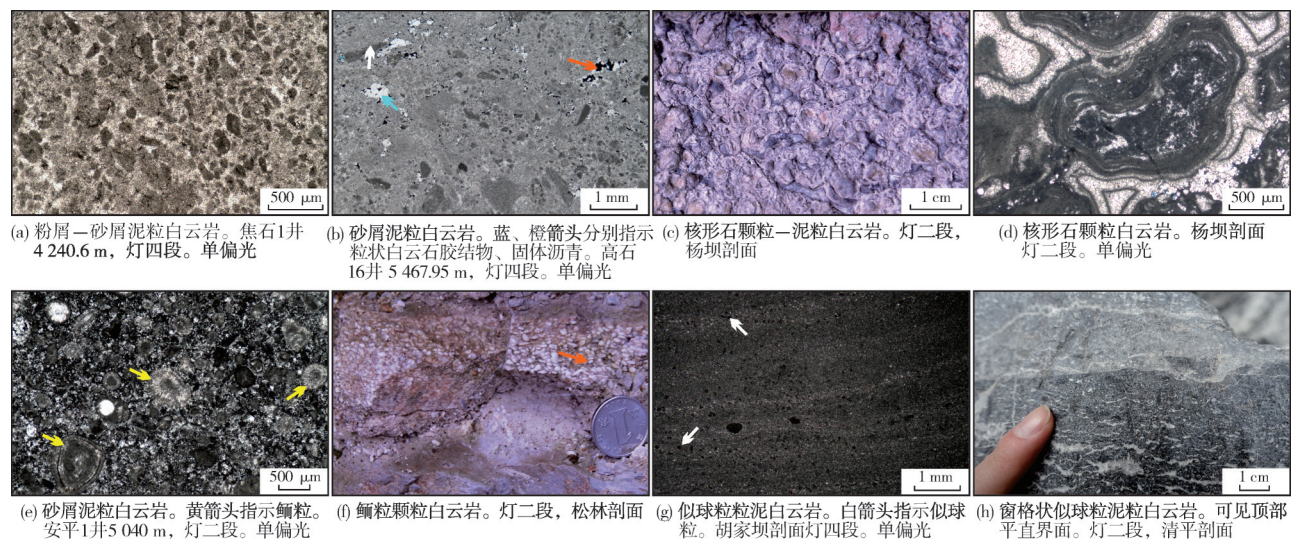 500 μm
1 mm
1 cm
500 μm
(a) 粉屑—砂屑泥粒白云岩。焦石1井
4 240.6 m，灯四段。单偏光
(b) 砂屑泥粒白云岩。蓝、橙箭头分别指示
粒状白云石胶结物、固体沥青。高石
16井 5 467.95 m，灯四段。单偏光
(c) 核形石颗粒—泥粒白云岩。灯二段，
杨坝剖面
(d) 核形石颗粒白云岩。杨坝剖面
灯二段。单偏光
500 μm
1 mm
1 cm
(e) 砂屑泥粒白云岩。黄箭头指示鲕粒。
安平1井5 040 m，灯二段。单偏光
(f) 鲕粒颗粒白云岩。灯二段，松林剖面
(g) 似球粒粒泥白云岩。白箭头指示似球
粒。胡家坝剖面灯四段。单偏光
(h) 窗格状似球粒泥粒白云岩。可见顶部
平直界面。灯二段，清平剖面